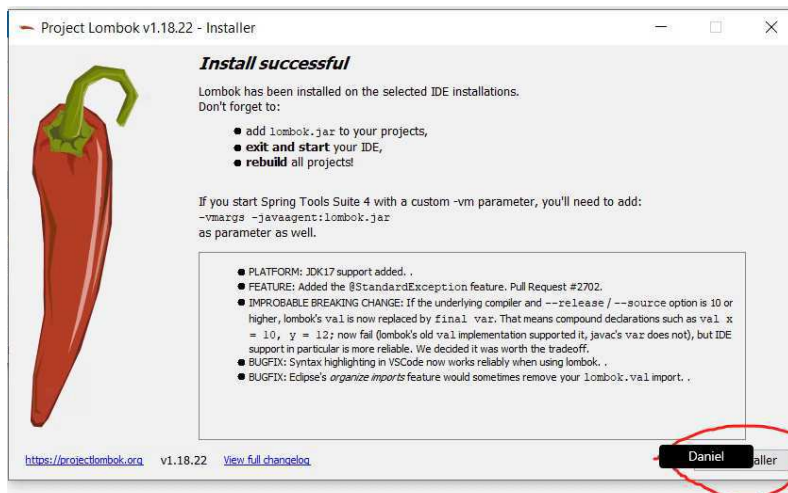 Project Lombok v1.18.22 - Installer
Install successful
Lombok has been installed on the selected IDE installations.
Don't forget to:
● add lombok.jar to your projects,
● exit and start your IDE,
● rebuild all projects!
If you start Spring Tools Suite 4 with a custom -vm parameter, you'll need to add:
-vmargs -javaagent:lombok.jar
as parameter as well.
● PLATFORM: JDK17 support added. .
● FEATURE: Added the @StandardException feature. Pull Request #2702.
● IMPROBABLE BREAKING CHANGE: If the underlying compiler and --release / --source option is 10 or
higher, lombok's val is now replaced by final var. That means compound declarations such as val x
= 10, y = 12; now fail (lombok's old val implementation supported it, javac's var does not), but IDE
support in particular is more reliable. We decided it was worth the tradeoff.
● BUGFIX: Syntax highlighting in VSCode now works reliably when using lombok. .
● BUGFIX: Eclipse's organize imports feature would sometimes remove your lombok.val import. .
https://projectlombok.org v1.18.22 View full changelog Daniel aller